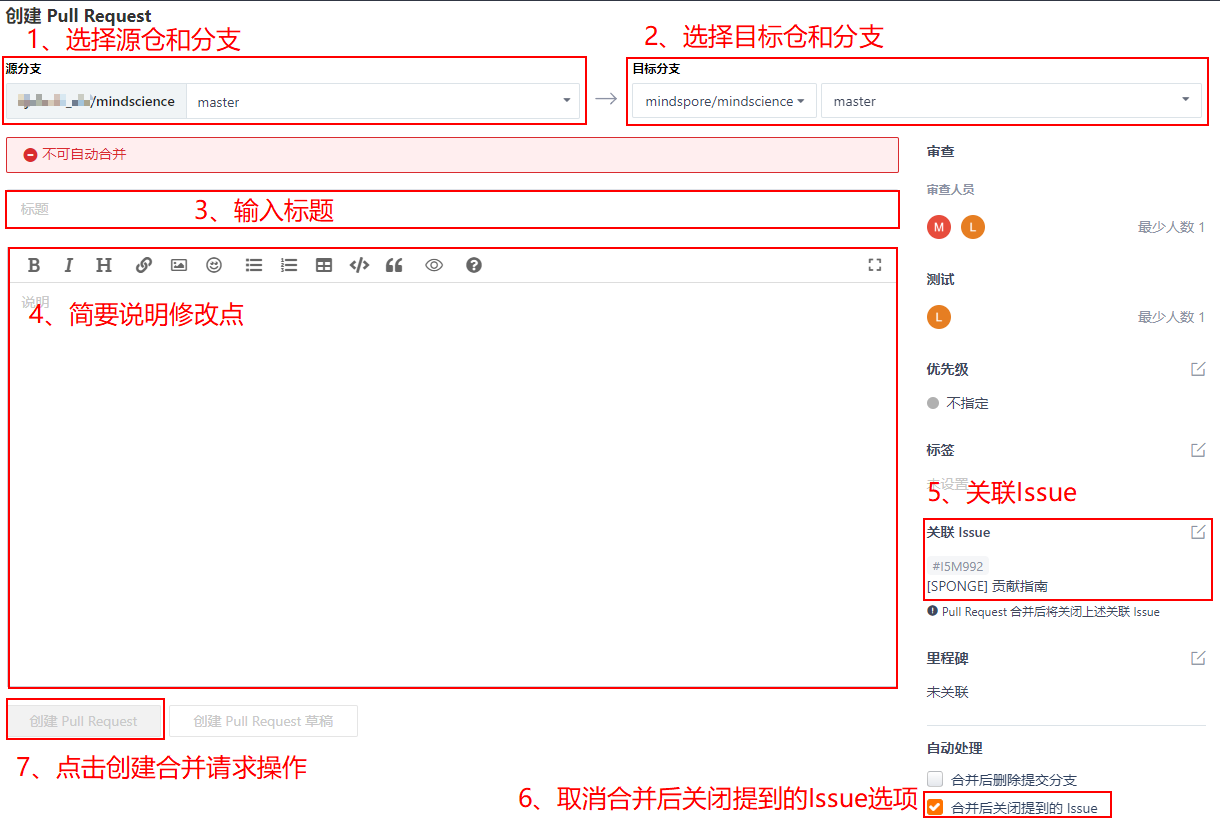 创建 Pull Request
1、选择源仓和分支
2、选择目标仓和分支
源分支
目标分支
/mindscience
master
mindspore/mindscience
master
不可自动合并
标题
3、输入标题
B I H
说明
4、简要说明修改点
审查
审查人员
M L
最少人数 1
测试
L
最少人数 1
优先级
不指定
标签
未设置
5、关联Issue
关联 Issue
#I5M992
[SPONGE] 贡献指南
Pull Request 合并后将关闭上述关联 Issue
里程碑
未关联
创建 Pull Request
创建 Pull Request 草稿
7、点击创建合并请求操作
自动处理
合并后删除提交分支
6、取消合并后关闭提到的Issue选项
合并后关闭提到的 Issue